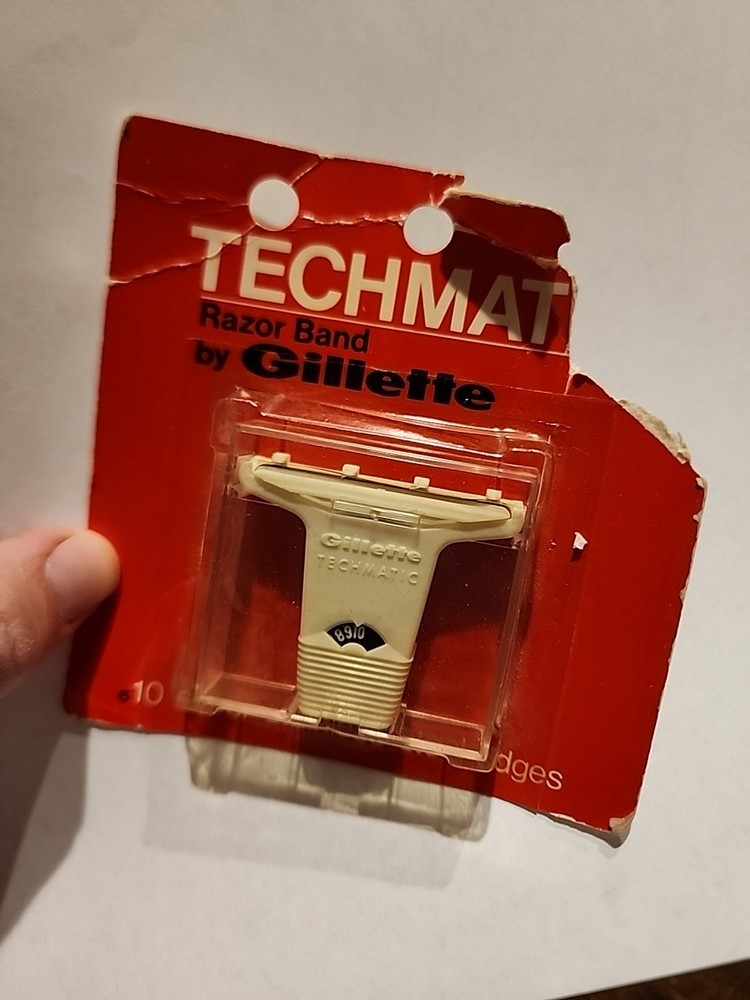 TECHMAT
Razor Band
by Gillette
Gillette
TECHMATIC
8910
10
dges